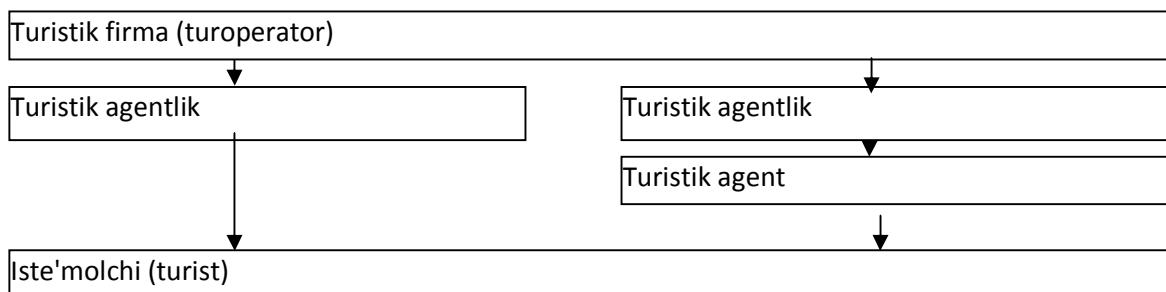 Turistik firma (turoperator)
Turistik agentlik
Turistik agentlik
Turistik agent
Iste'molchi (turist)